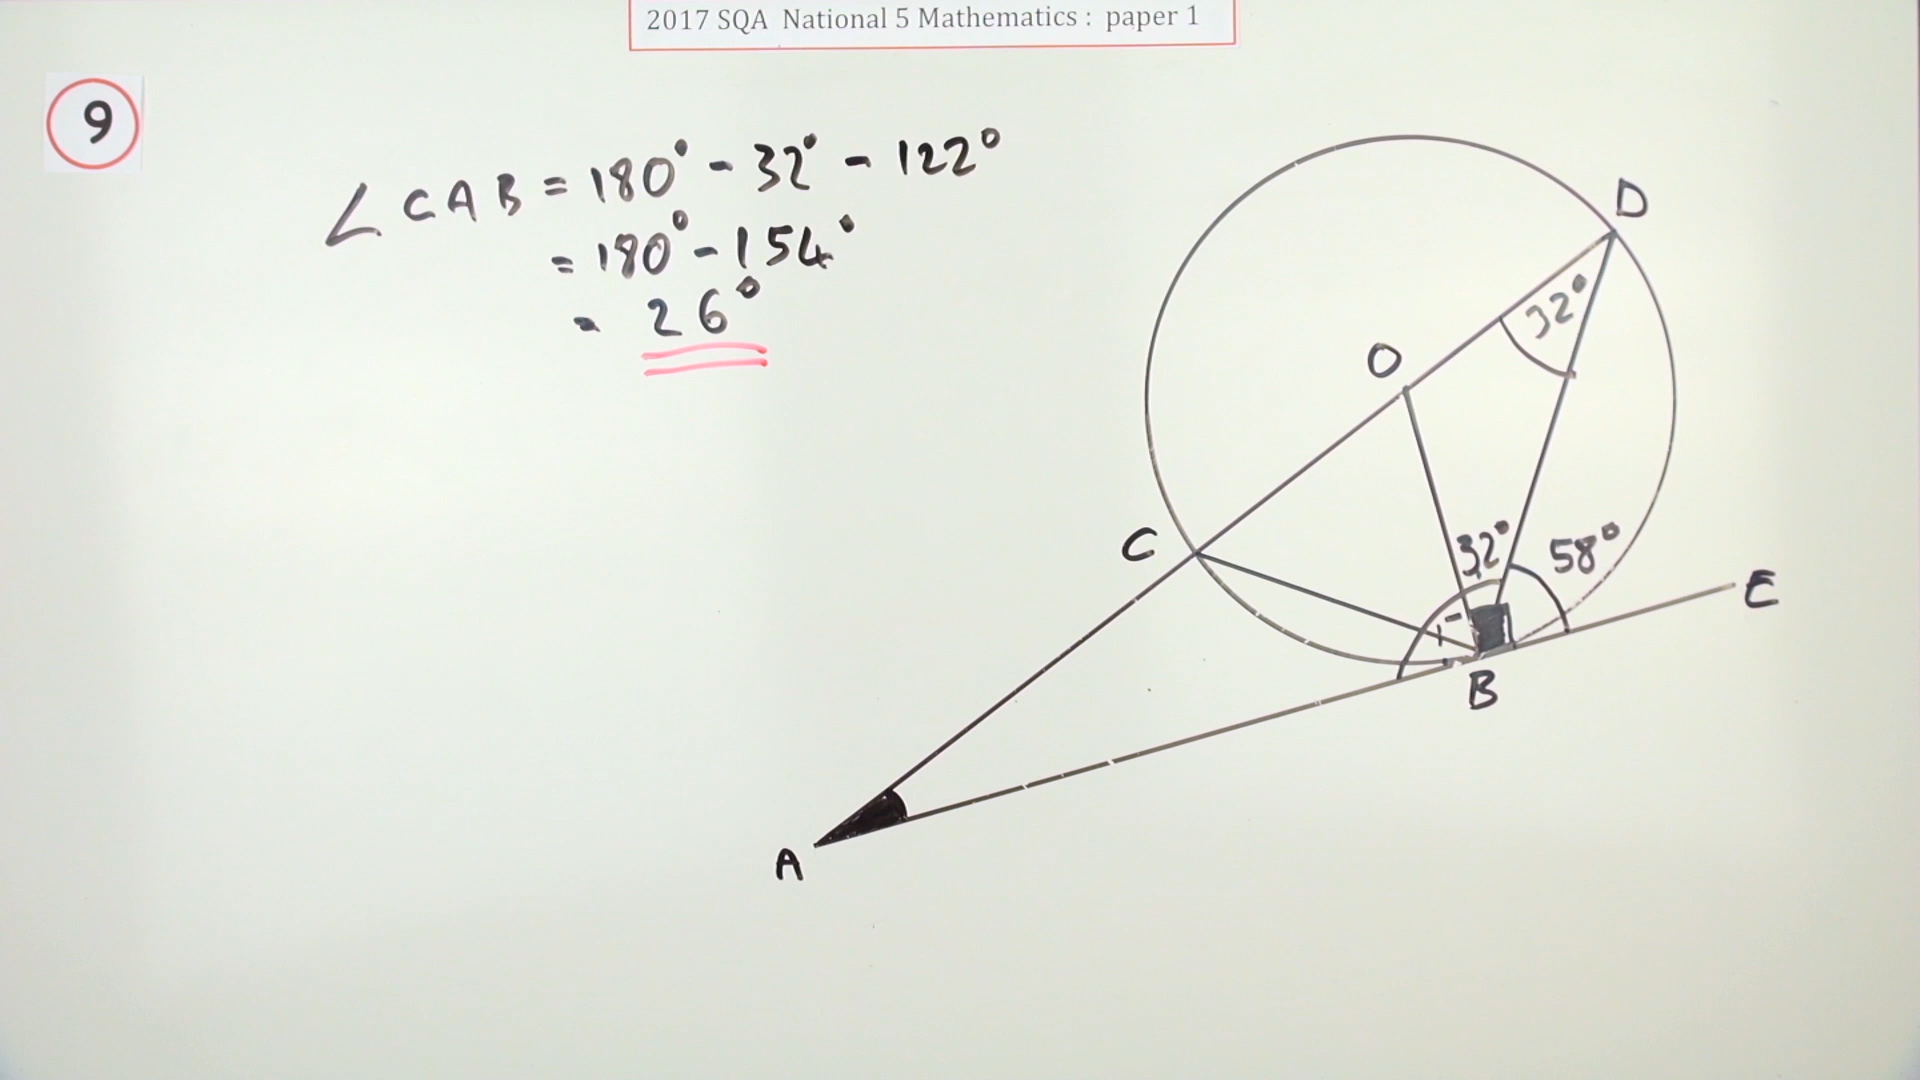 2017 SQA National 5 Mathematics : paper 1
9
∠CAB = 180° - 32° - 122°
= 180° - 154°
= 26°
D
32°
O
C
32° 58°
E
B
A